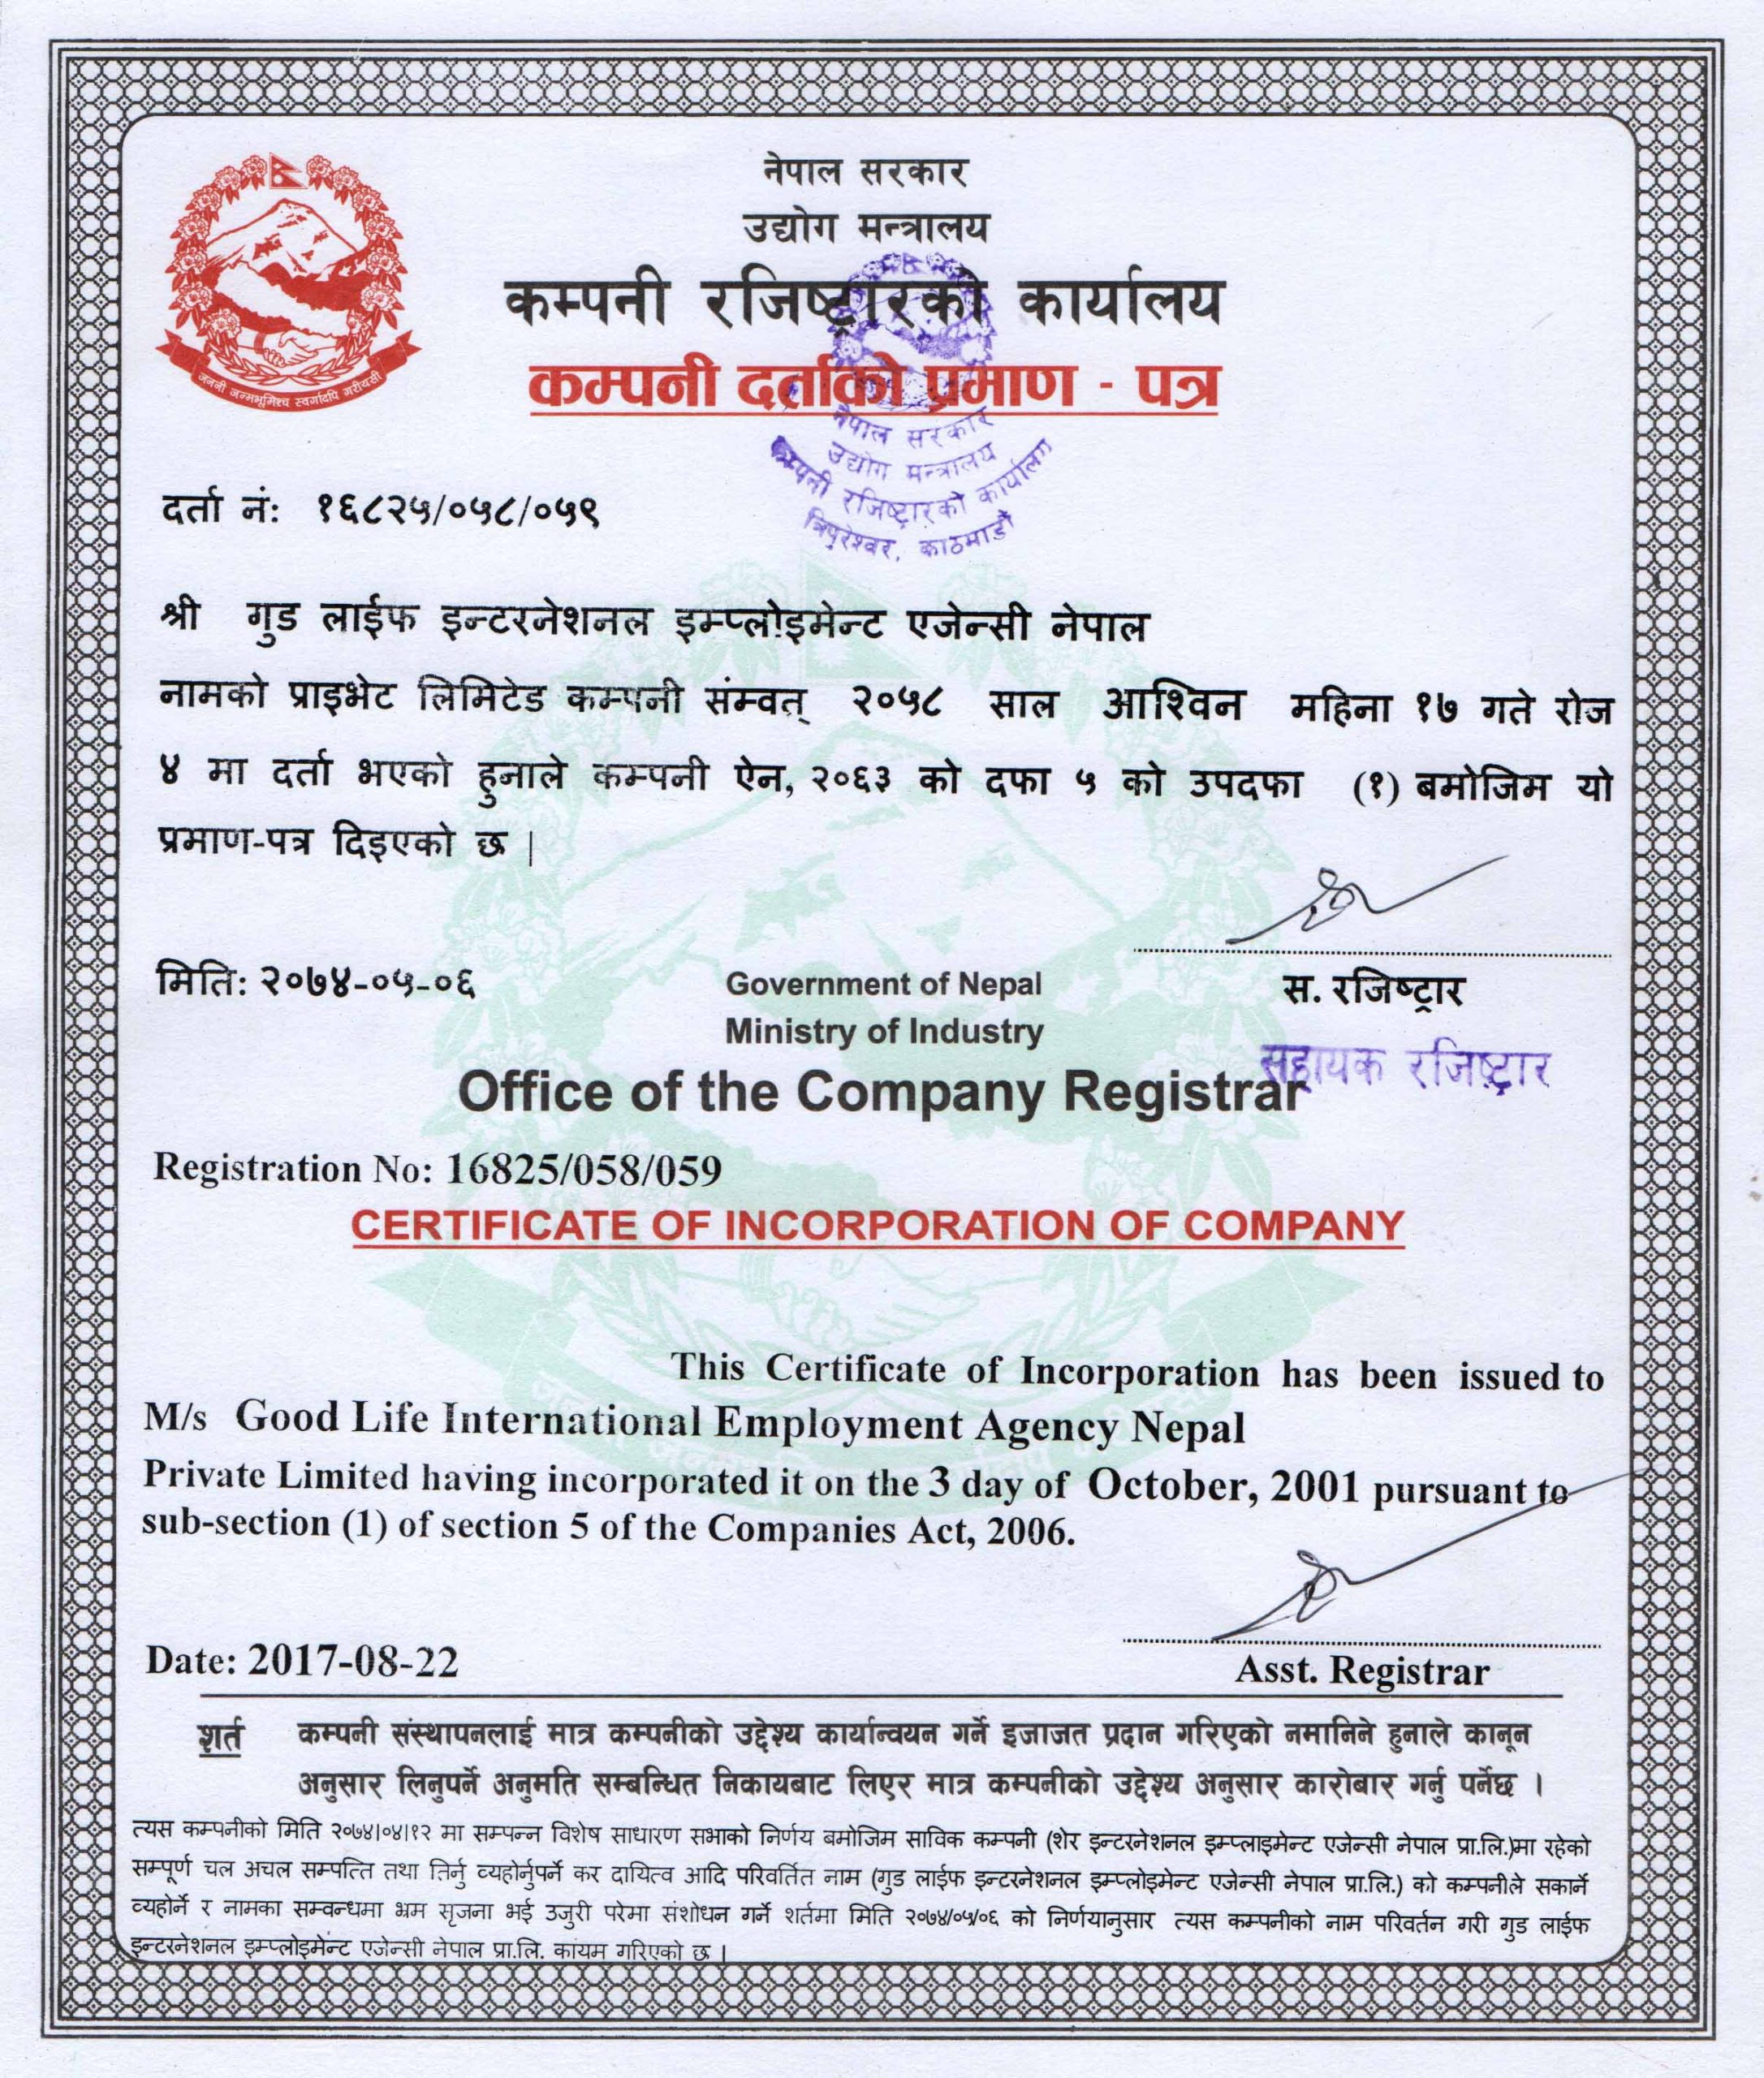 नेपाल सरकार
उद्योग मन्त्रालय
कम्पनी रजिष्ट्रारको कार्यालय
कम्पनी दर्ताको प्रमाण - पत्र
जननी जन्मभूमिश्च स्वर्गादपि गरीयसी
नेपाल सरकार
उद्योग मन्त्रालय
कम्पनी रजिष्ट्रारको कार्यालय
त्रिपुरेश्वर, काठमाडौं
दर्ता नं: १६८२५/०५८/०५९
श्री गुड लाईफ इन्टरनेशनल इम्प्लोइमेन्ट एजेन्सी नेपाल
नामको प्राइभेट लिमिटेड कम्पनी संम्वत् २०५८ साल आश्विन महिना १७ गते रोज
४ मा दर्ता भएको हुनाले कम्पनी ऐन, २०६३ को दफा ५ को उपदफा (१) बमोजिम यो
प्रमाण-पत्र दिइएको छ |
मिति: २०७४-०५-०६
स. रजिष्ट्रार
सहायक रजिष्ट्रार
Government of Nepal
Ministry of Industry
Office of the Company Registrar
Registration No: 16825/058/059
CERTIFICATE OF INCORPORATION OF COMPANY
This Certificate of Incorporation has been issued to
M/s Good Life International Employment Agency Nepal
Private Limited having incorporated it on the 3 day of October, 2001 pursuant to
sub-section (1) of section 5 of the Companies Act, 2006.
Date: 2017-08-22
Asst. Registrar
शर्त कम्पनी संस्थापनलाई मात्र कम्पनीको उद्देश्य कार्यान्वयन गर्ने इजाजत प्रदान गरिएको नमानिने हुनाले कानून
अनुसार लिनुपर्ने अनुमति सम्बन्धित निकायबाट लिएर मात्र कम्पनीको उद्देश्य अनुसार कारोबार गर्नु पर्नेछ ।
त्यस कम्पनीको मिति २०७४।०४।१२ मा सम्पन्न विशेष साधारण सभाको निर्णय बमोजिम साविक कम्पनी (शेर इन्टरनेशनल इम्प्लाइमेन्ट एजेन्सी नेपाल प्रा.लि.)मा रहेको
सम्पूर्ण चल अचल सम्पत्ति तथा तिर्नु व्यहोर्नुपर्ने कर दायित्व आदि परिवर्तित नाम (गुड लाईफ इन्टरनेशनल इम्प्लोइमेन्ट एजेन्सी नेपाल प्रा.लि.) को कम्पनीले सकार्ने
व्यहोर्ने र नामका सम्वन्धमा भ्रम सृजना भई उजुरी परेमा संशोधन गर्ने शर्तमा मिति २०७४/०५/०६ को निर्णयानुसार त्यस कम्पनीको नाम परिवर्तन गरी गुड लाईफ
इन्टरनेशनल इम्प्लोइमेन्ट एजेन्सी नेपाल प्रा.लि. कायम गरिएको छ |